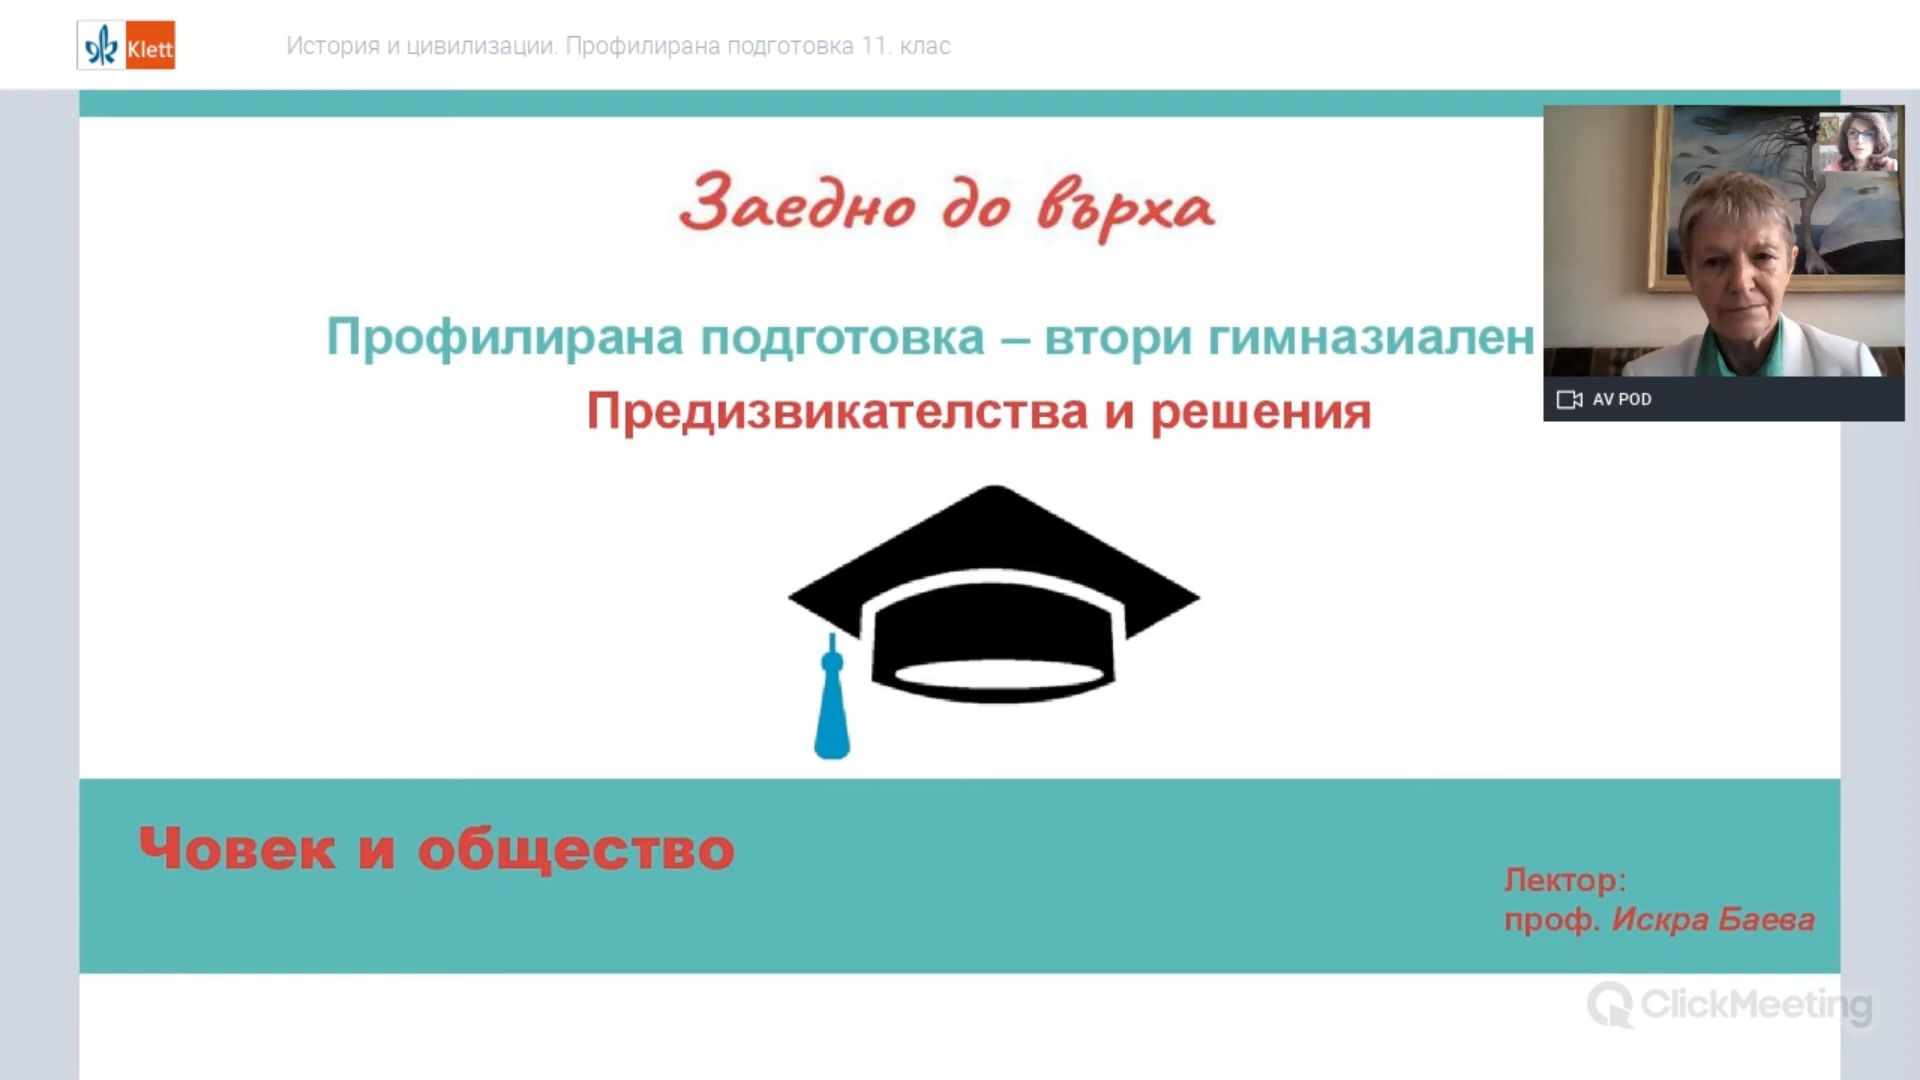 Klett
История и цивилизации. Профилирана подготовка 11. клас
Заедно до върха
Профилирана подготовка – втори гимназиален
Предизвикателства и решения
AV POD
Човек и общество
Лектор:
проф. Искра Баева
ClickMeeting